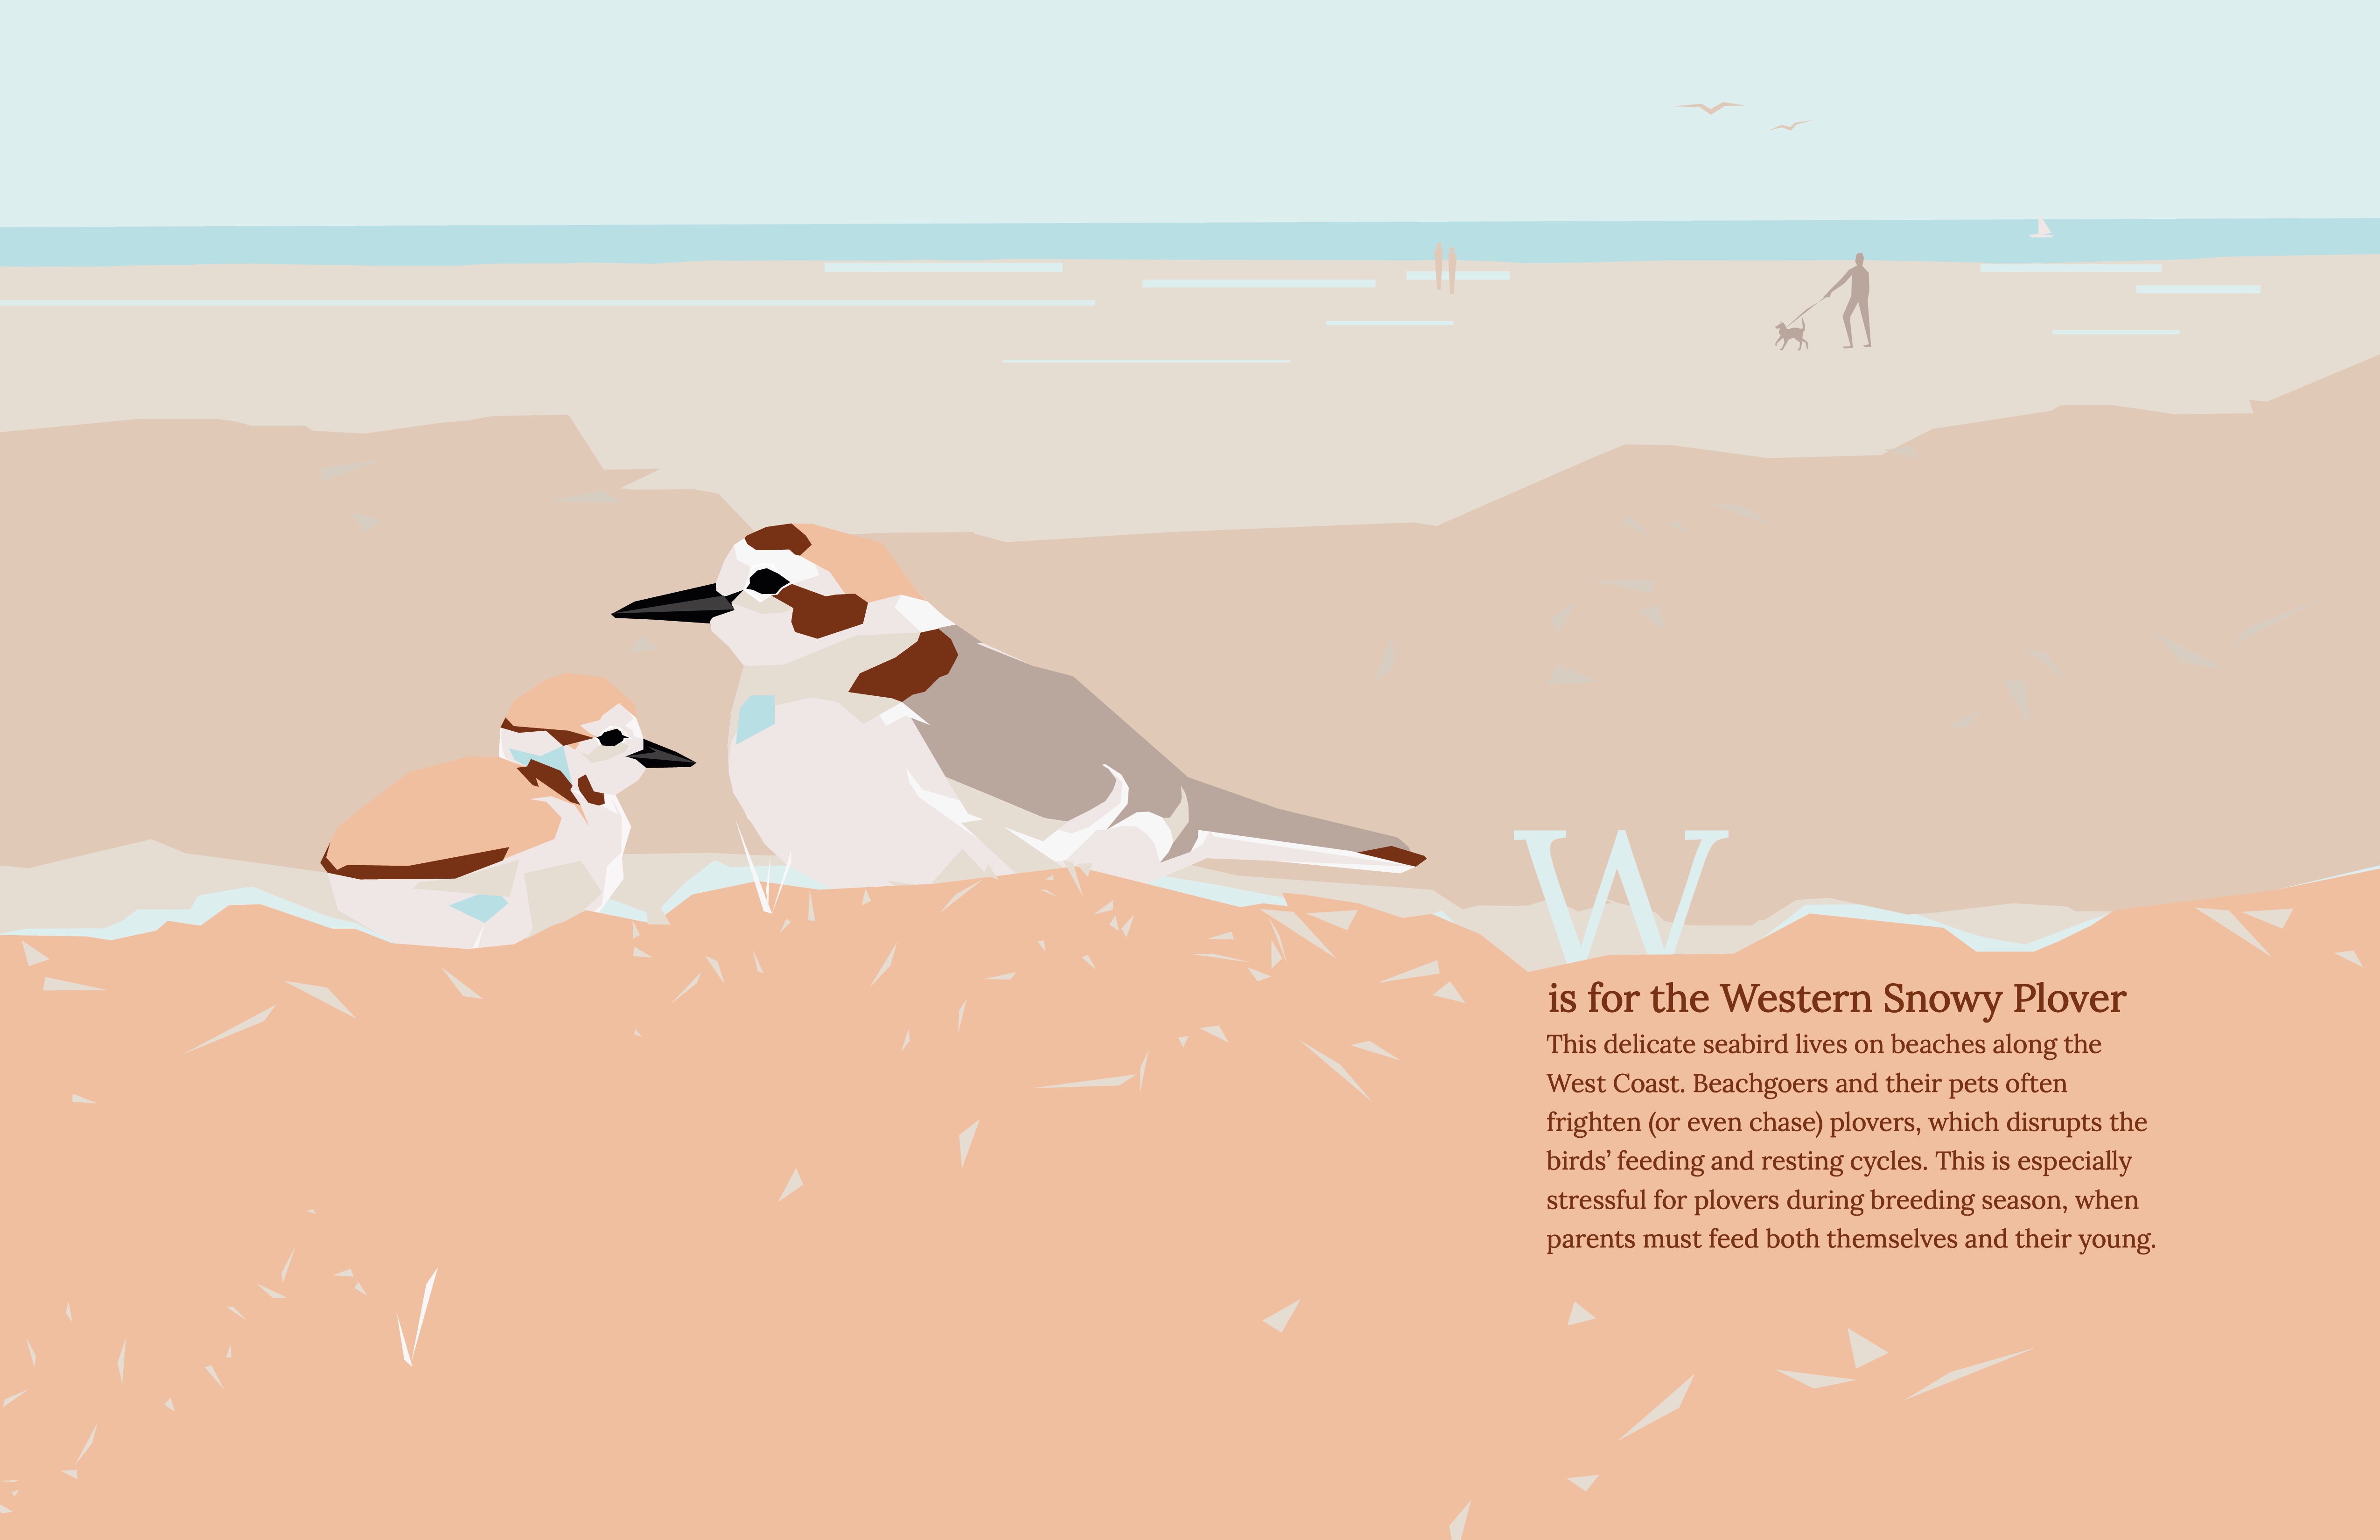 W
is for the Western Snowy Plover
This delicate seabird lives on beaches along the
West Coast. Beachgoers and their pets often
frighten (or even chase) plovers, which disrupts the
birds’ feeding and resting cycles. This is especially
stressful for plovers during breeding season, when
parents must feed both themselves and their young.